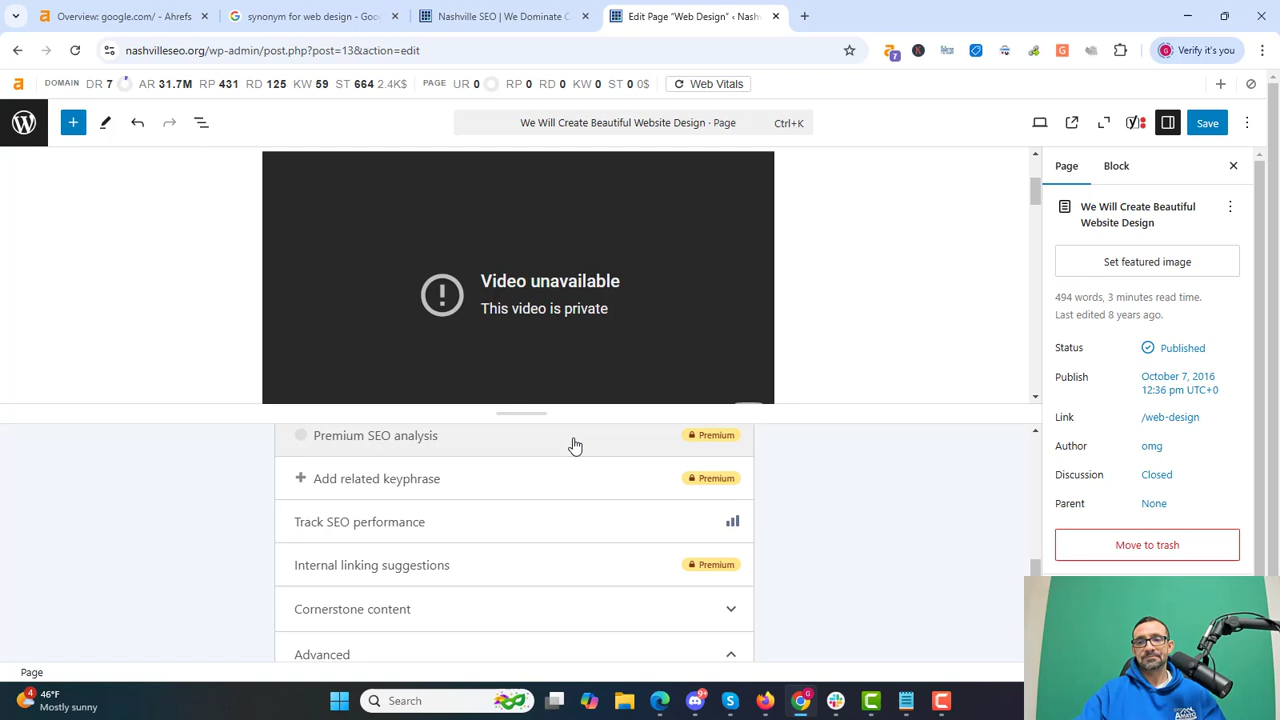 Overview: google.com/ - Ahrefs
synonym for web design - Goo
Nashville SEO | We Dominate C
Edit Page "Web Design" ‹ Nash
nashvilleseo.org/wp-admin/post.php?post=13&action=edit
7
Verify it's you
DOMAIN DR 7 AR 31.7M RP 431 RD 125 KW 59 ST 664 2.4K$ PAGE UR 0 RP 0 RD 0 KW 0 ST 0 0$ Web Vitals
We Will Create Beautiful Website Design · Page Ctrl+K
Save
Video unavailable
This video is private
Premium SEO analysis Premium
Add related keyphrase Premium
Track SEO performance
Internal linking suggestions Premium
Cornerstone content
Advanced
Page
Page Block
We Will Create Beautiful
Website Design
Set featured image
494 words, 3 minutes read time.
Last edited 8 years ago.
Status Published
Publish October 7, 2016
12:36 pm UTC+0
Link /web-design
Author omg
Discussion Closed
Parent None
Move to trash
4
46°F
Mostly sunny
Search